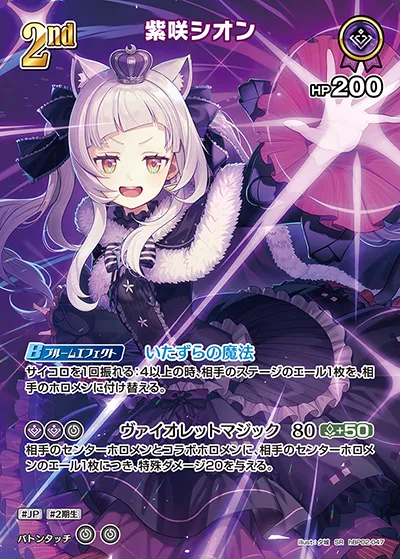 2nd
紫咲シオン
HP200
Bブルームエフェクト いたずらの魔法
サイコロを1回振れる：4以上の時、相手のステージのエール1枚を、相
手のホロメンに付け替える。
ヴァイオレットマジック 80 +50
相手のセンターホロメンとコラボホロメンに、相手のセンターホロメ
ンのエール1枚につき、特殊ダメージ20を与える。
#JP #2期生
バトンタッチ
illust：夕城 SR hBP02-047